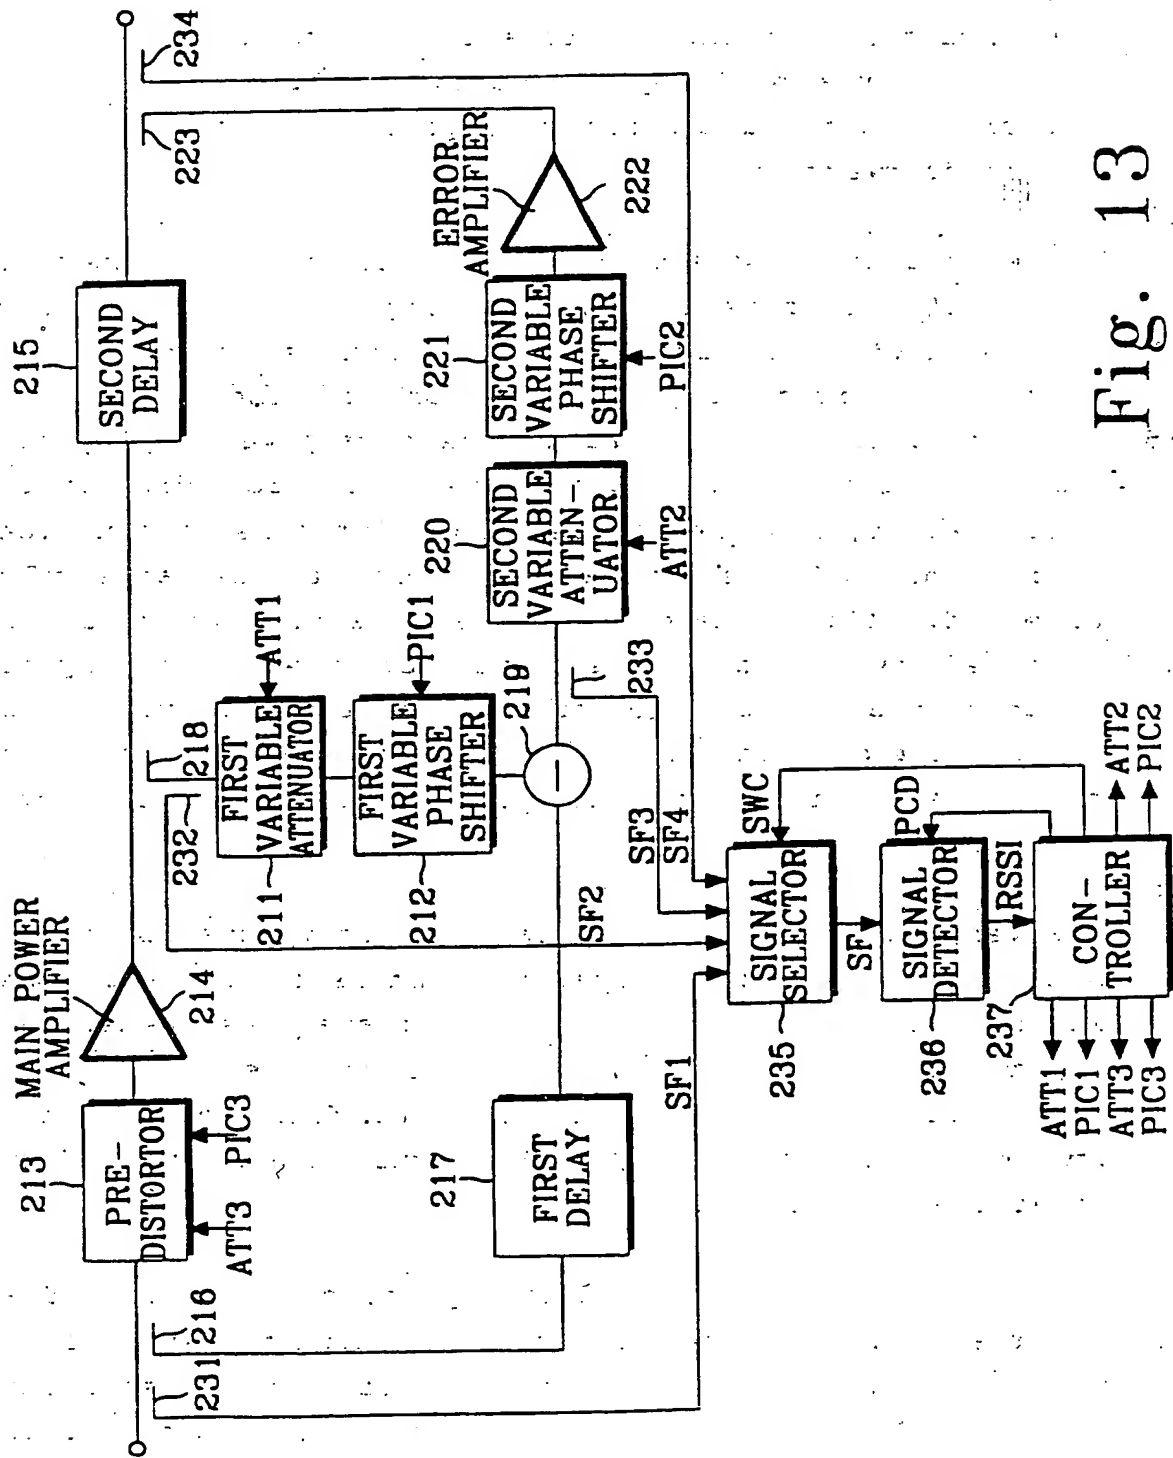 213
PRE-
DISTORTOR
ATT3
PIC3
MAIN POWER
AMPLIFIER
214
215
SECOND
DELAY
231
216
232
218
223
234
FIRST
VARIABLE
ATTENUATOR
ATT1
211
FIRST
VARIABLE
PHASE
SHIFTER
PIC1
212
219
217
FIRST
DELAY
220
SECOND
VARIABLE
ATTEN-
UATOR
ATT2
221
SECOND
VARIABLE
PHASE
SHIFTER
PIC2
ERROR
AMPLIFIER
222
233
SF1
SF2
SF3
SF4
SIGNAL
SELECTOR
235
SWC
SF
SIGNAL
DETECTOR
236
PCD
RSSI
237
CON-
TROLLER
ATT1
PIC1
ATT3
PIC3
ATT2
PIC2
Fig. 13